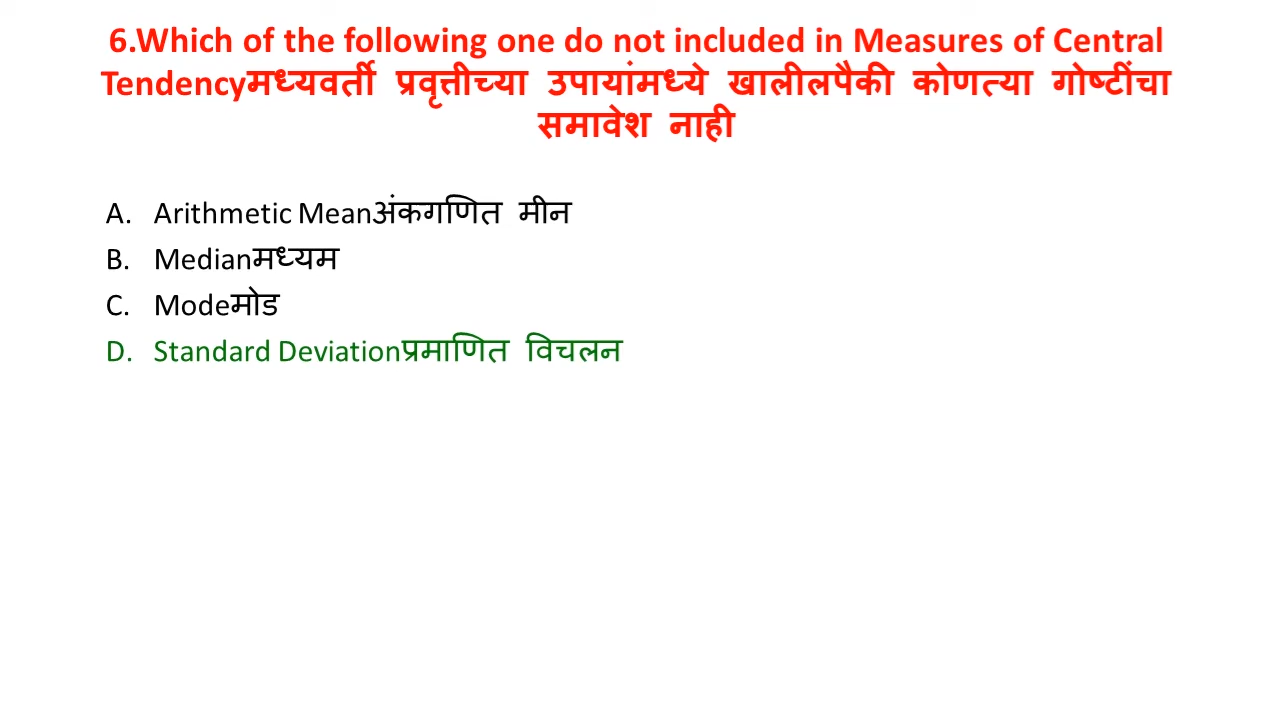 6.Which of the following one do not included in Measures of Central
Tendencyमध्यवर्ती प्रवृत्तीच्या उपायांमध्ये खालीलपैकी कोणत्या गोष्टींचा
समावेश नाही
A. Arithmetic Meanअंकगणित मीन
B. Medianमध्यम
C. Modeमोड
D. Standard Deviationप्रमाणित विचलन